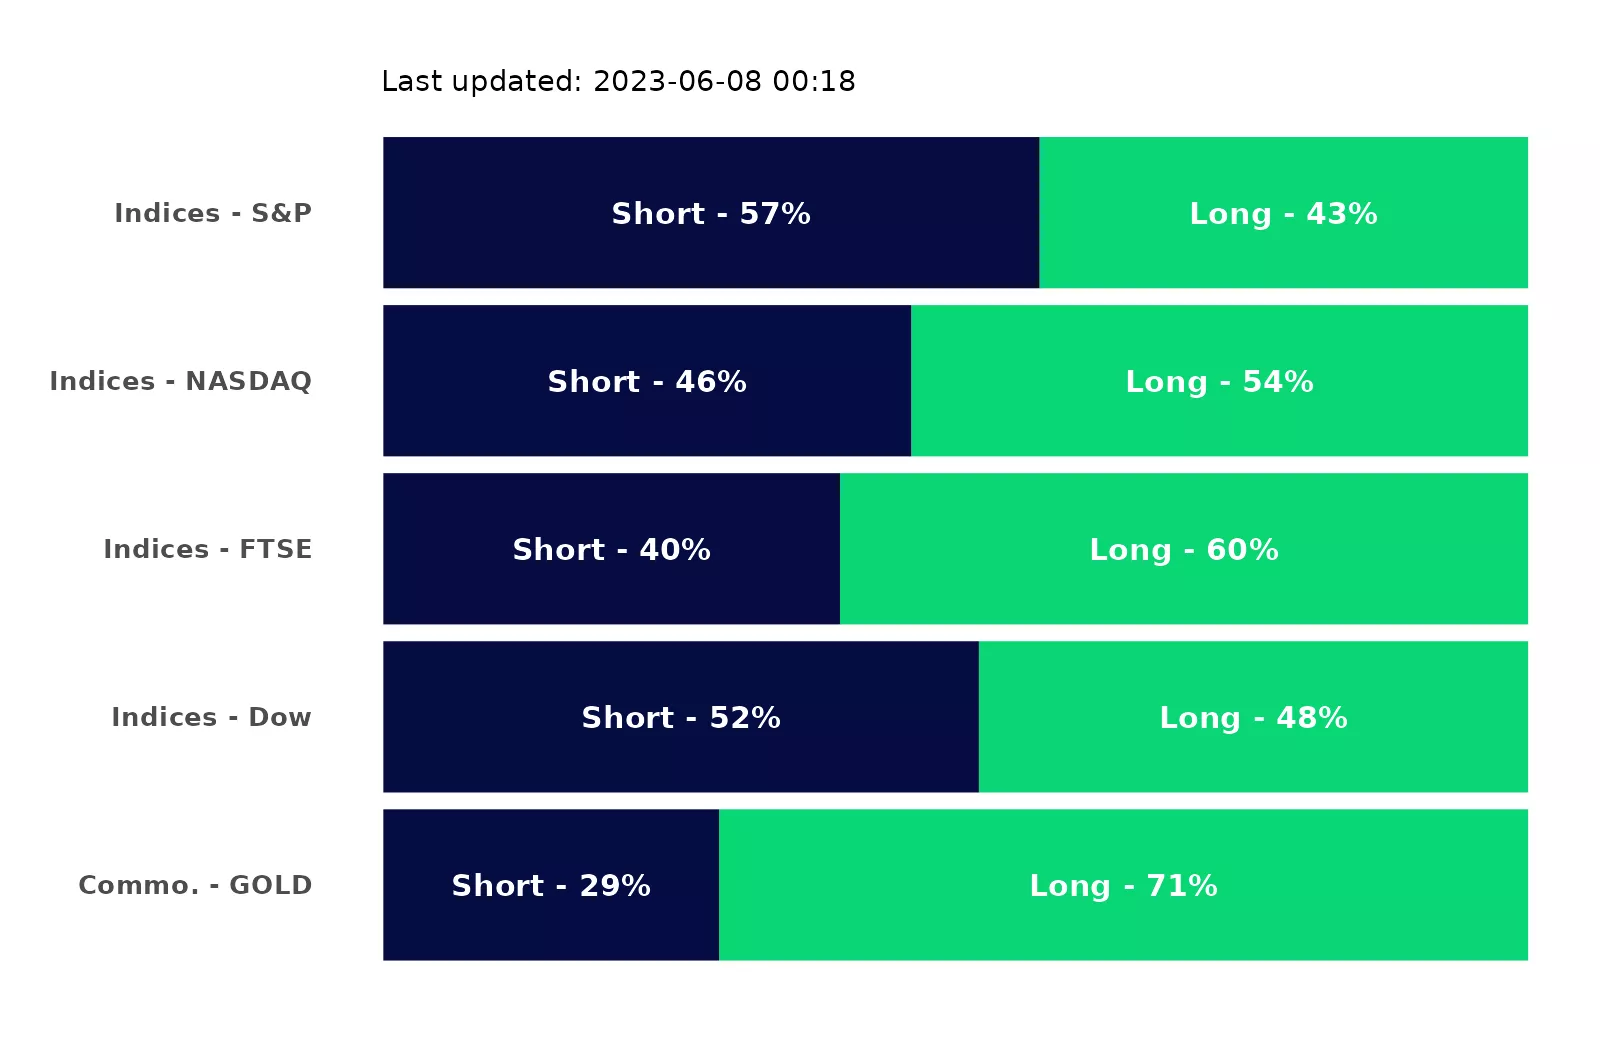 Last updated: 2023-06-08 00:18
Indices - S&P Short - 57% Long - 43%
Indices - NASDAQ Short - 46% Long - 54%
Indices - FTSE Short - 40% Long - 60%
Indices - Dow Short - 52% Long - 48%
Commo. - GOLD Short - 29% Long - 71%